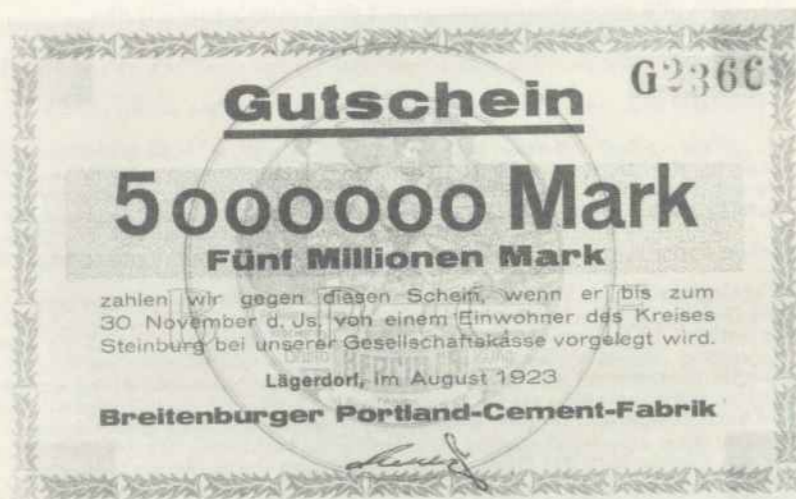 G2366
Gutschein
5000000 Mark
Fünf Millionen Mark
zahlen wir gegen diesen Schein, wenn er bis zum
30 November d. Js. von einem Einwohner des Kreises
Steinburg bei unserer Gesellschaftskasse vorgelegt wird.
Lägerdorf, im August 1923
Breitenburger Portland-Cement-Fabrik